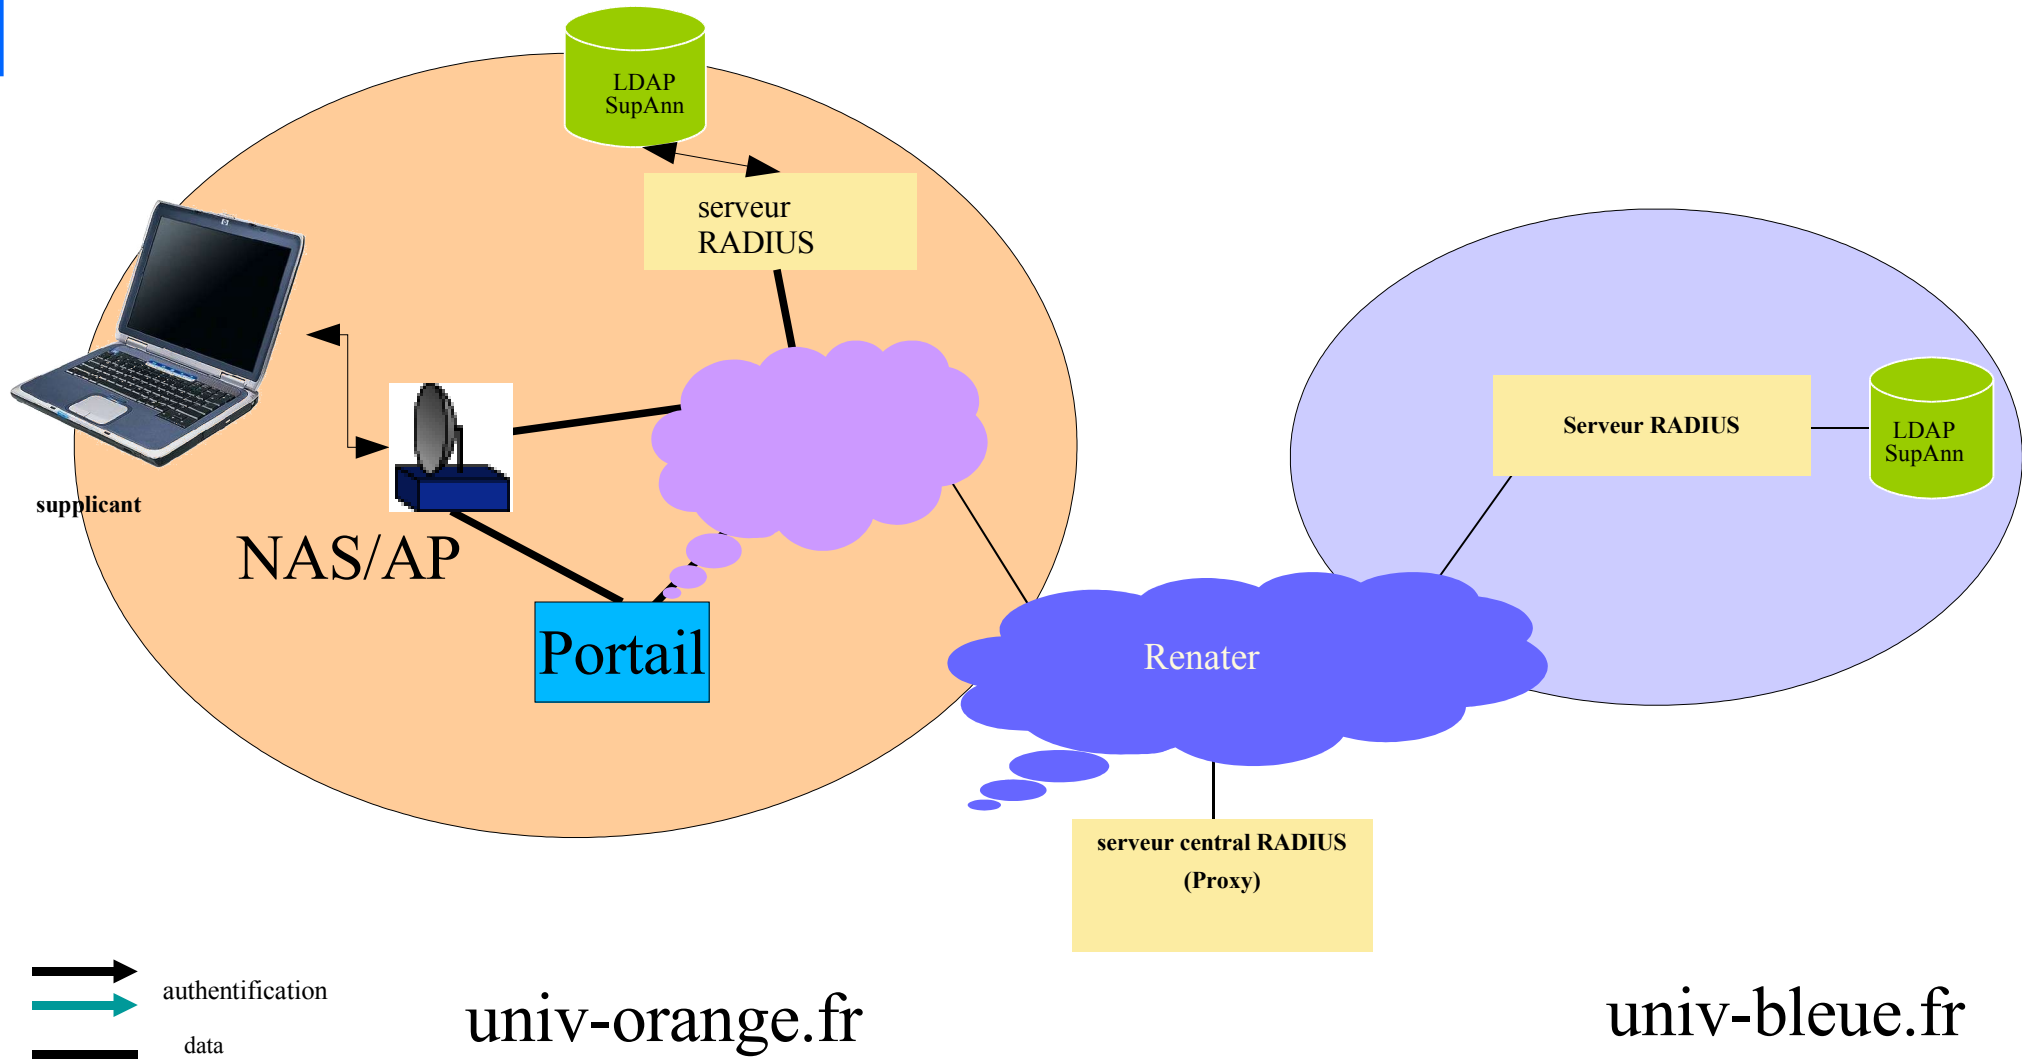 LDAP
SupAnn
serveur
RADIUS
supplicant
NAS/AP
Portail
Serveur RADIUS
LDAP
SupAnn
Renater
serveur central RADIUS
(Proxy)
authentification
data
univ-orange.fr
univ-bleue.fr